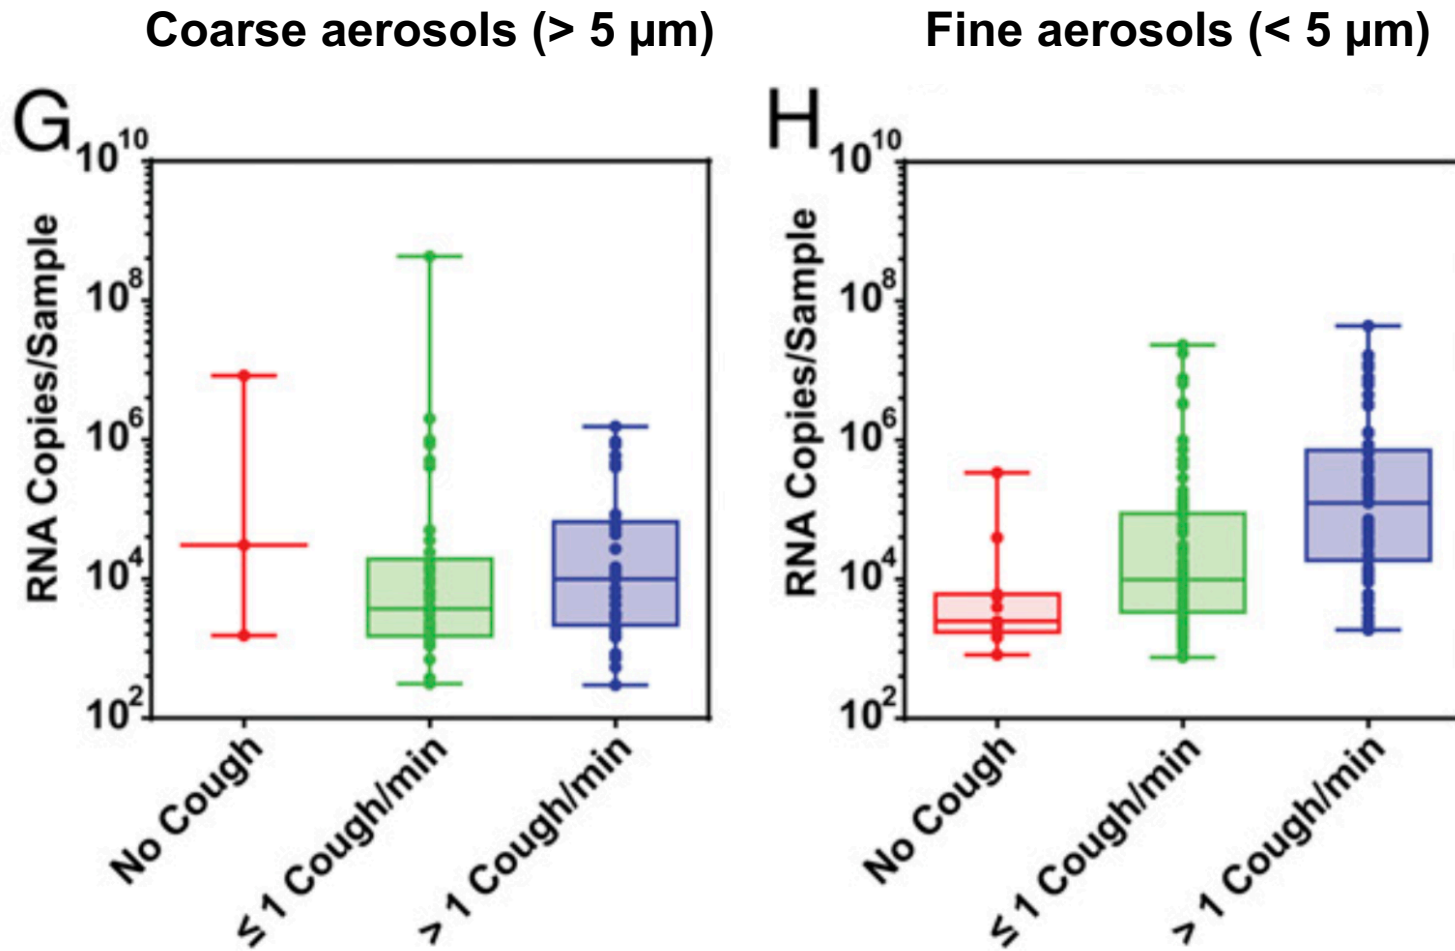 Coarse aerosols (> 5 µm)
Fine aerosols (< 5 µm)
G
RNA Copies/Sample
10^10
10^8
10^6
10^4
10^2
No Cough
≤ 1 Cough/min
> 1 Cough/min
H
RNA Copies/Sample
10^10
10^8
10^6
10^4
10^2
No Cough
≤ 1 Cough/min
> 1 Cough/min